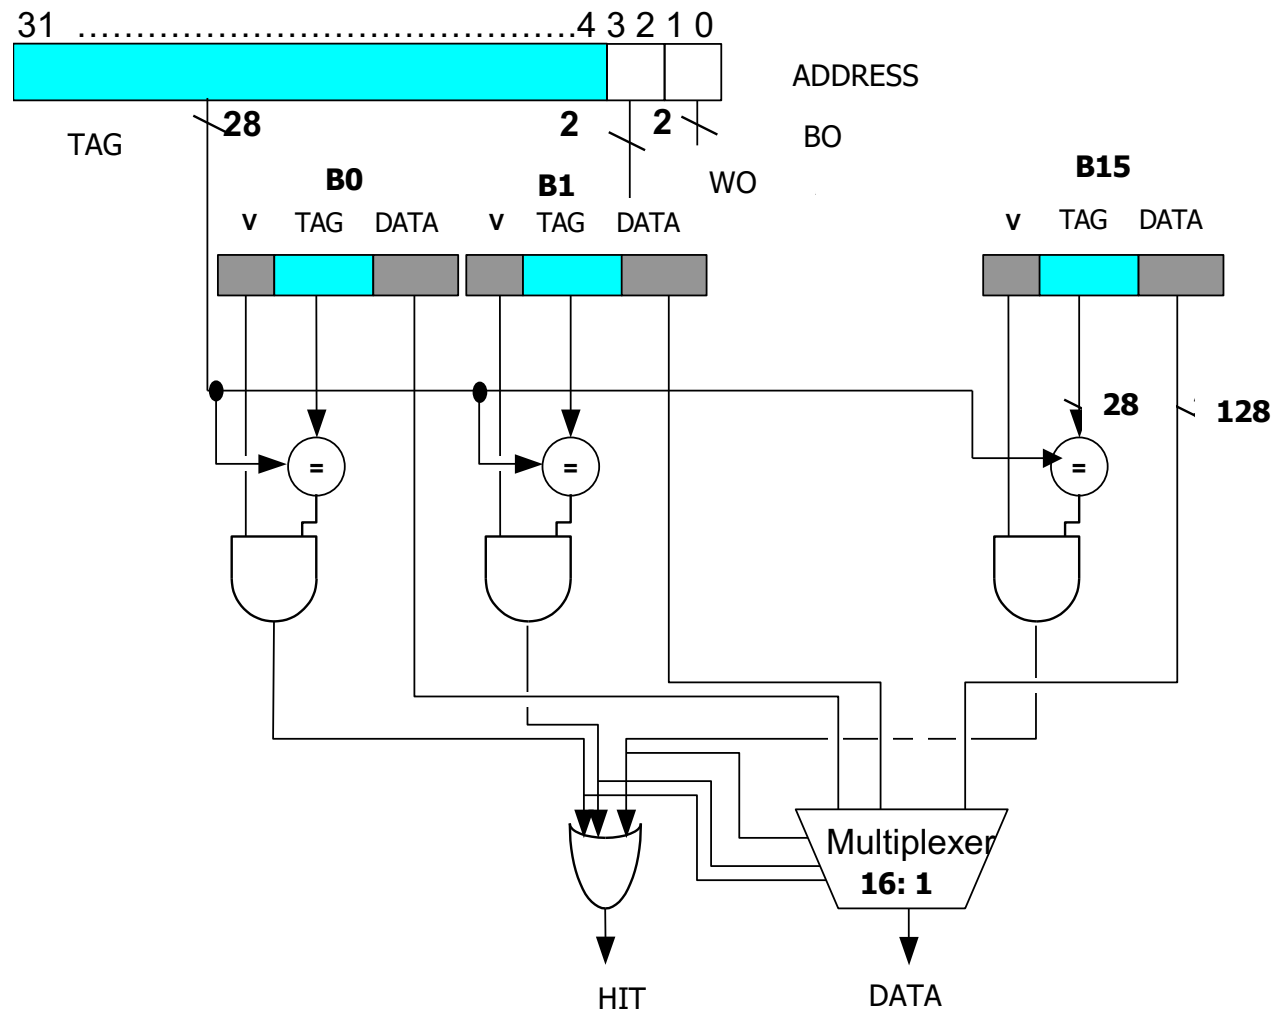 31 ........................................4 3 2 1 0
ADDRESS
28 2 2
TAG BO
B0 B1 WO B15
V TAG DATA V TAG DATA V TAG DATA
28 128
= = =
Multiplexer
16: 1
HIT DATA